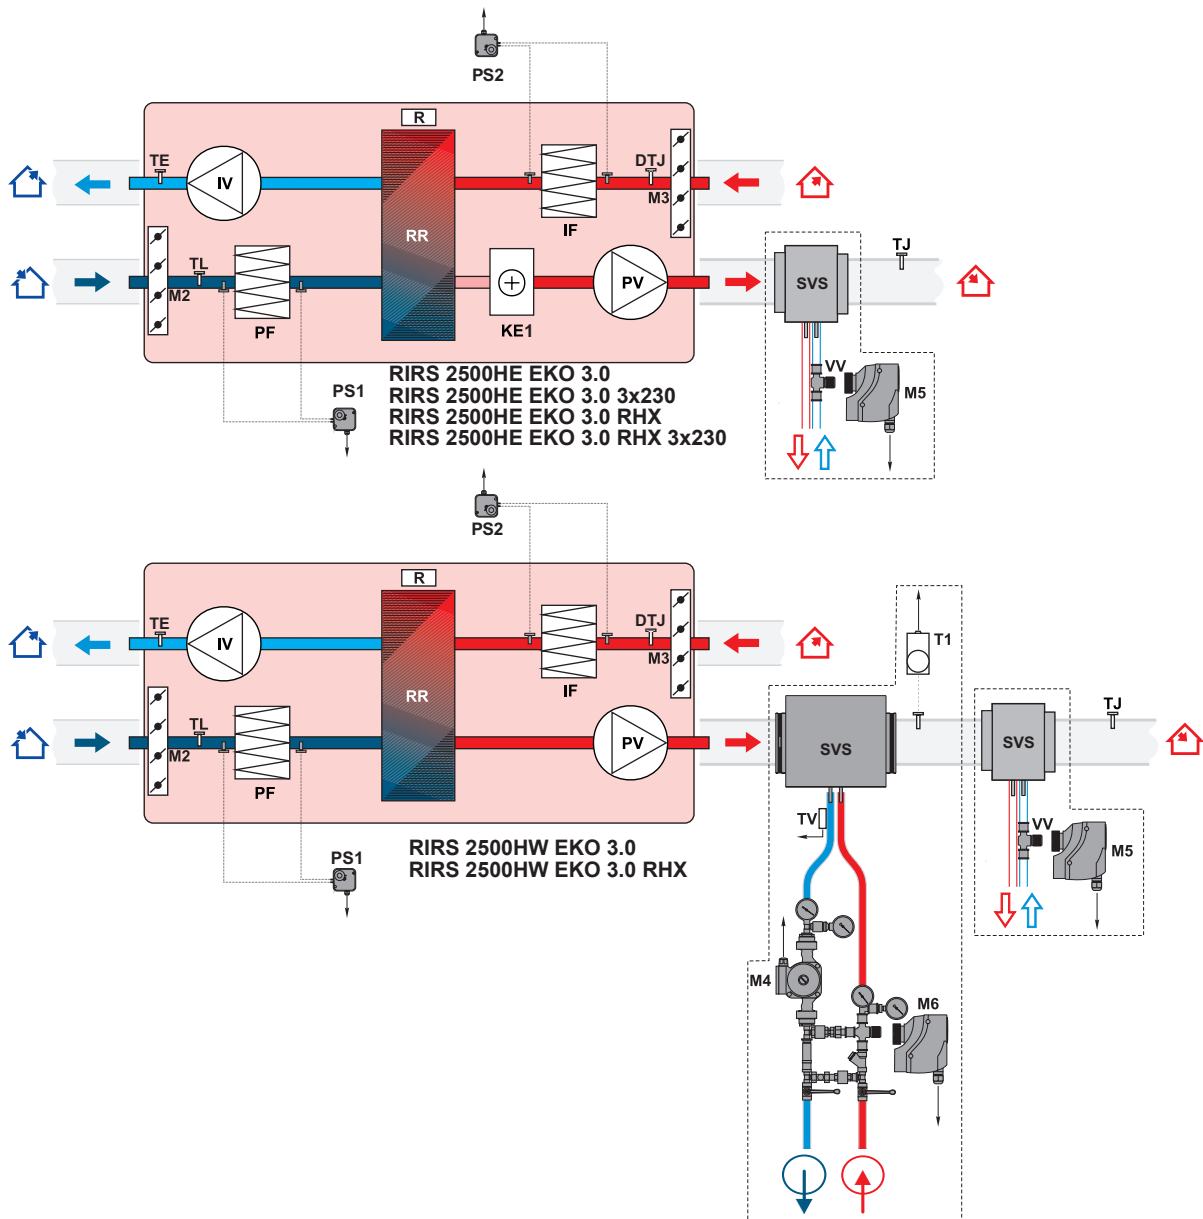 PS2
R
TE
IV
DTJ
M3
IF
RR
TL
M2
PF
KE1
PV
TJ
SVS
VV
M5
PS1
RIRS 2500HE EKO 3.0
RIRS 2500HE EKO 3.0 3x230
RIRS 2500HE EKO 3.0 RHX
RIRS 2500HE EKO 3.0 RHX 3x230
PS2
R
TE
IV
DTJ
M3
IF
RR
TL
M2
PF
PV
T1
TJ
SVS
SVS
TV
VV
M5
PS1
RIRS 2500HW EKO 3.0
RIRS 2500HW EKO 3.0 RHX
M4
M6